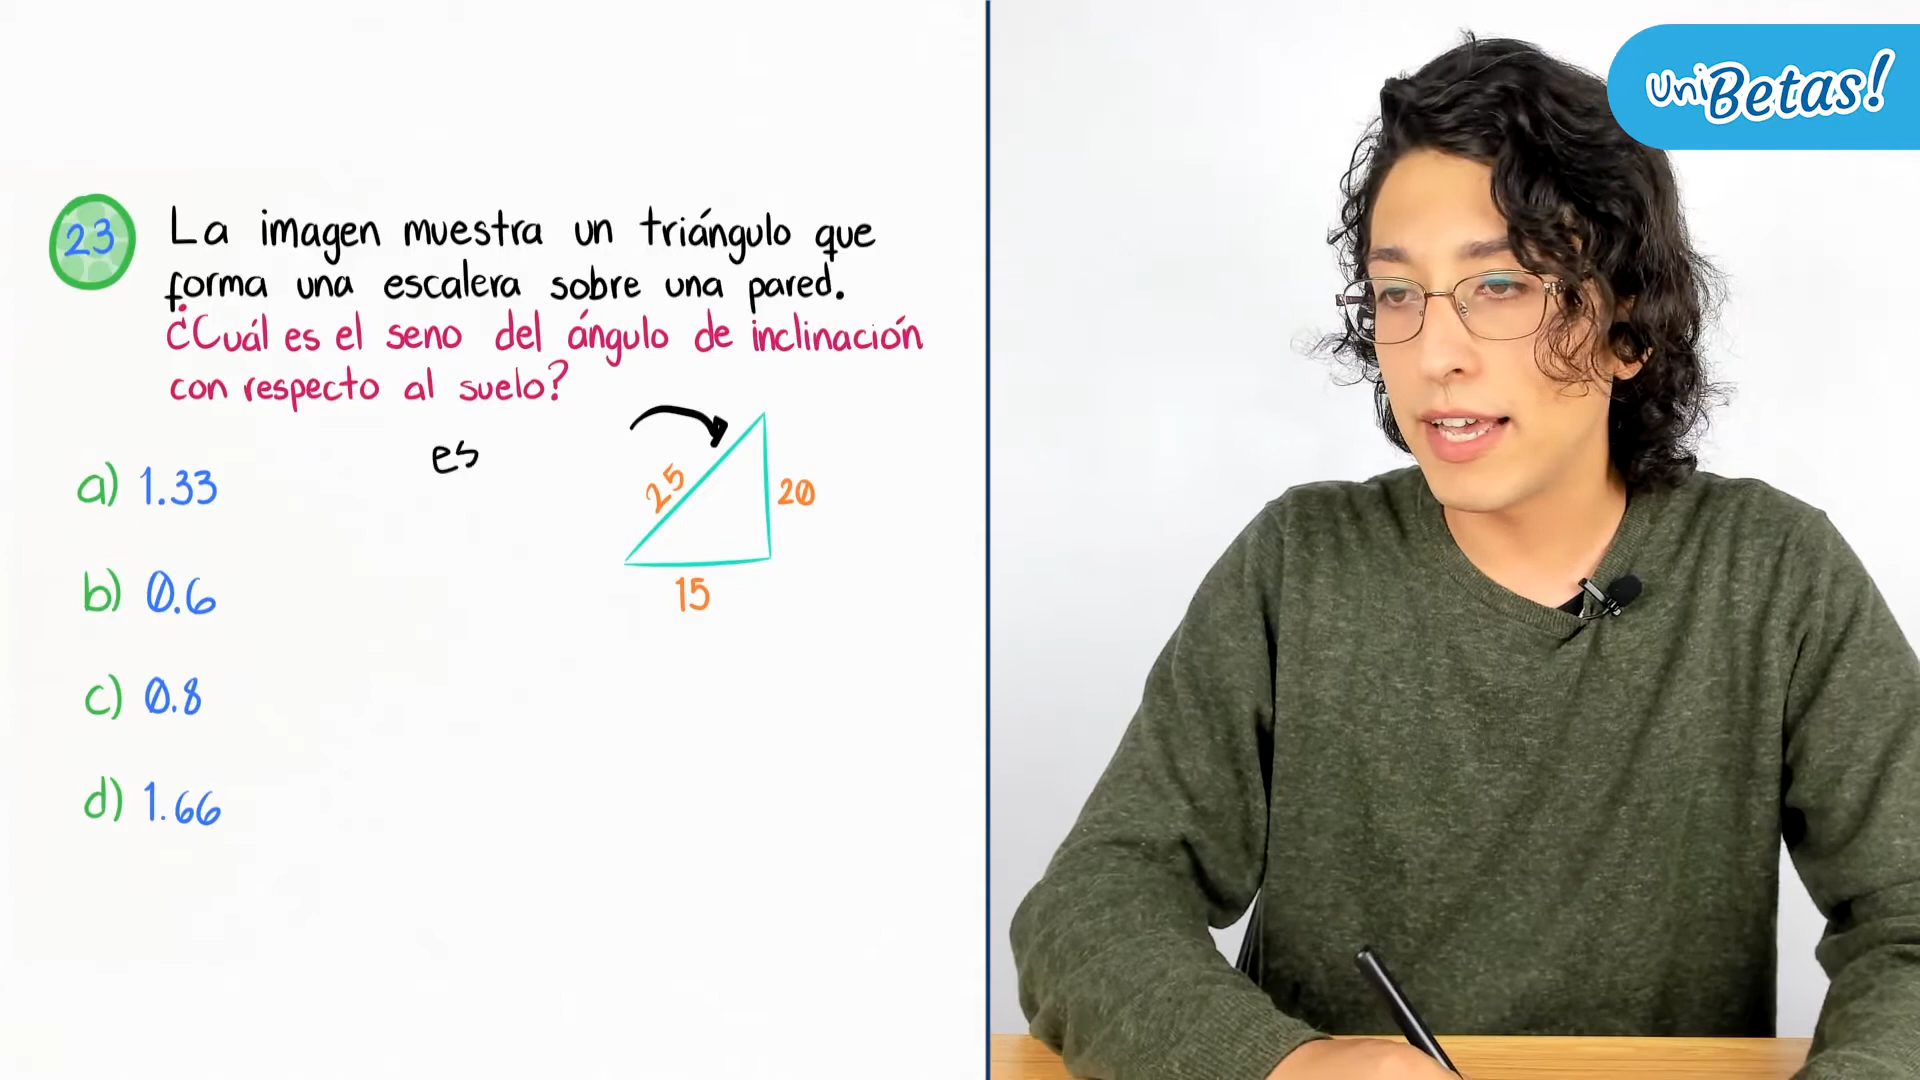 uniBetas!
23 La imagen muestra un triángulo que
forma una escalera sobre una pared.
¿Cuál es el seno del ángulo de inclinación
con respecto al suelo?
es
a) 1.33
b) 0.6
c) 0.8
d) 1.66
25
20
15